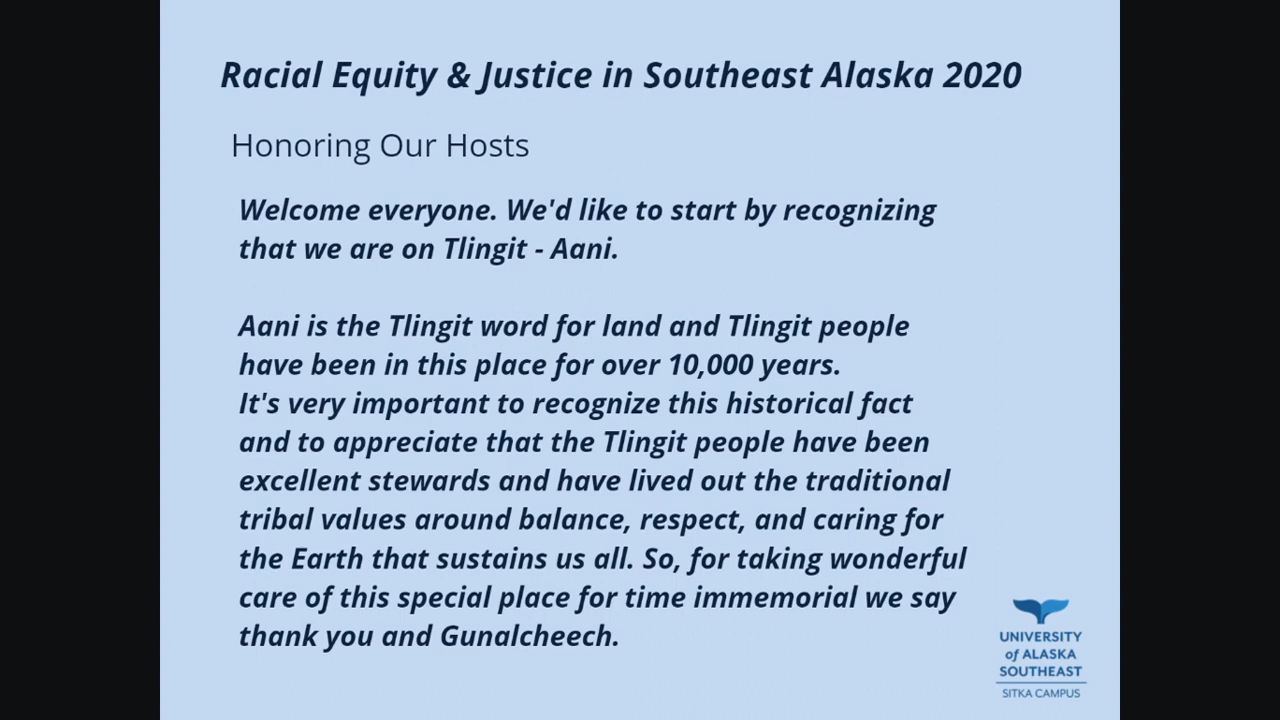 Racial Equity & Justice in Southeast Alaska 2020
Honoring Our Hosts
Welcome everyone. We'd like to start by recognizing
that we are on Tlingit - Aani.
Aani is the Tlingit word for land and Tlingit people
have been in this place for over 10,000 years.
It's very important to recognize this historical fact
and to appreciate that the Tlingit people have been
excellent stewards and have lived out the traditional
tribal values around balance, respect, and caring for
the Earth that sustains us all. So, for taking wonderful
care of this special place for time immemorial we say
thank you and Gunalcheech.
UNIVERSITY
of ALASKA
SOUTHEAST
SITKA CAMPUS